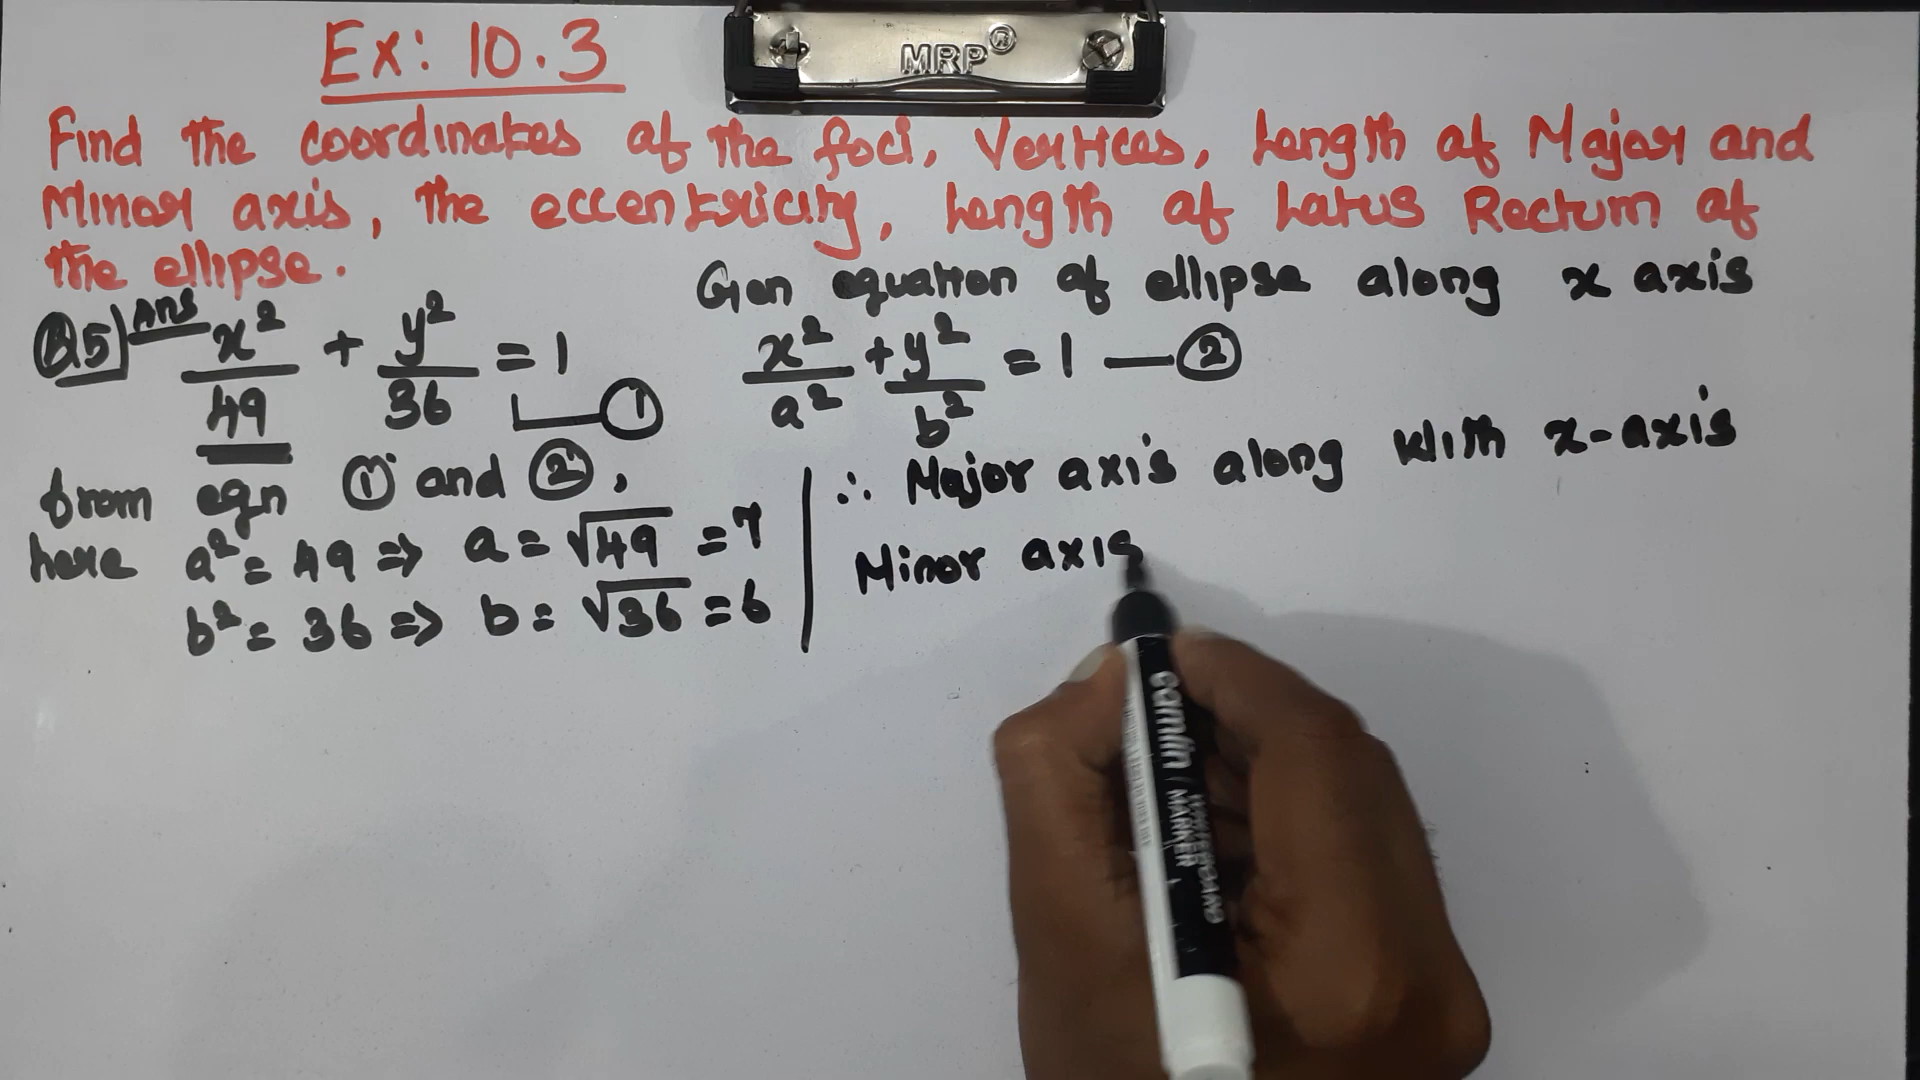 MRP®
Ex: 10.3
Find the coordinates of the foci, Vertices, Length of Major and
Minor axis, the eccentricity, Length of Latus Rectum of
the ellipse.
Gen equation of ellipse along x axis
Q5) Ans x²/49 + y²/36 = 1 —①
x²/a² + y²/b² = 1 —②
from eqn ① and ②,
here a² = 49 => a = √49 = 7
b² = 36 => b = √36 = 6
∴ Major axis along with x-axis
Minor axis
camlin / WHITEBOARD MARKER